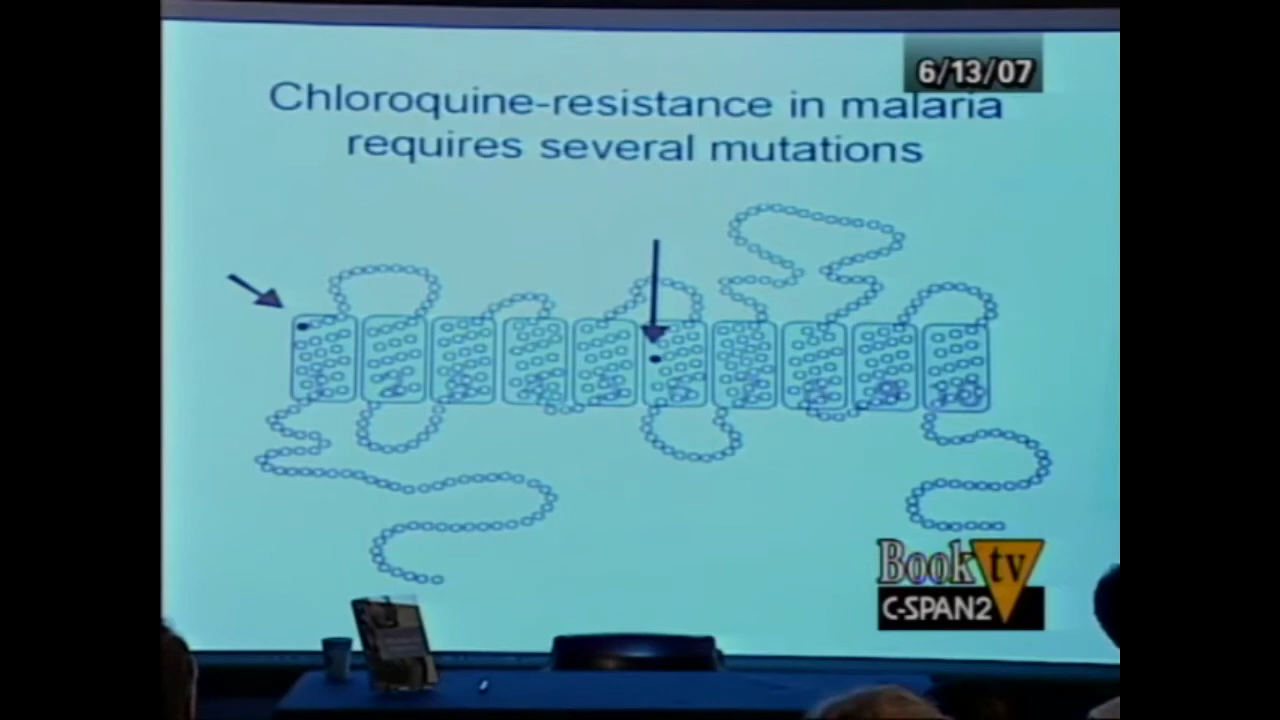 6/13/07
Chloroquine-resistance in malaria
requires several mutations
Book tv
C-SPAN2